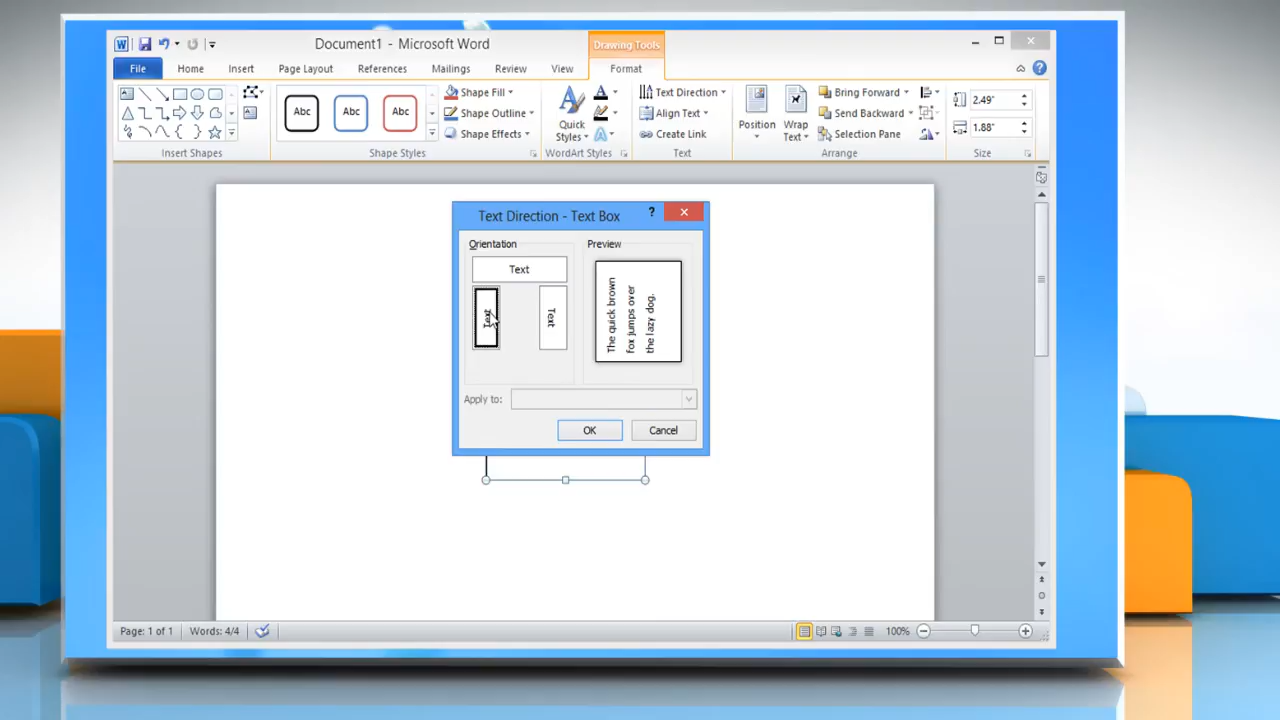 Document1 - Microsoft Word
Drawing Tools
File
Home
Insert
Page Layout
References
Mailings
Review
View
Format
Abc
Abc
Abc
Shape Fill
Shape Outline
Shape Effects
Quick
Styles
Text Direction
Align Text
Create Link
Position
Wrap
Text
Bring Forward
Send Backward
Selection Pane
2.49"
1.88"
Insert Shapes
Shape Styles
WordArt Styles
Text
Arrange
Size
Text Direction - Text Box
Orientation
Preview
Text
Text
Text
The quick brown
fox jumps over
the lazy dog.
Apply to:
OK
Cancel
Page: 1 of 1
Words: 4/4
100%